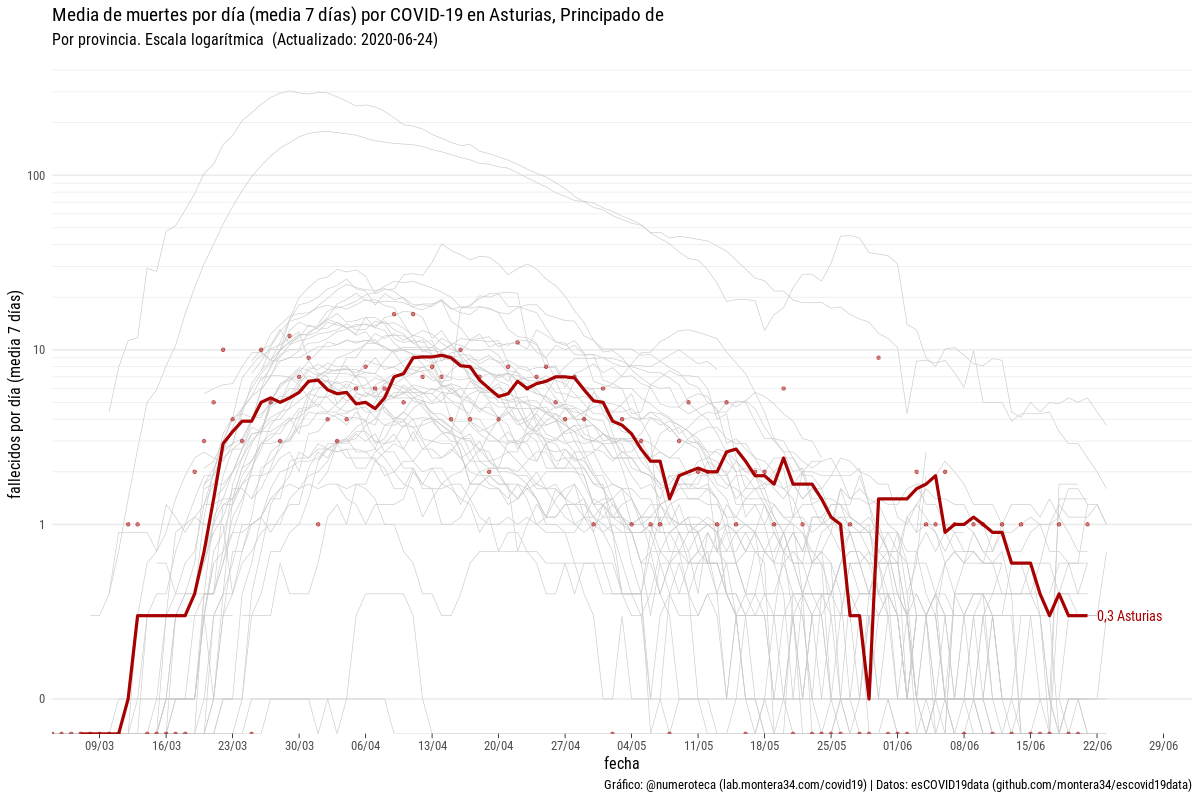 Media de muertes por día (media 7 días) por COVID-19 en Asturias, Principado de
Por provincia. Escala logarítmica (Actualizado: 2020-06-24)
fallecidos por día (media 7 días)
100
10
1
0
0,3 Asturias
09/03 16/03 23/03 30/03 06/04 13/04 20/04 27/04 04/05 11/05 18/05 25/05 01/06 08/06 15/06 22/06 29/06
fecha
Gráfico: @numeroteca (lab.montera34.com/covid19) | Datos: esCOVID19data (github.com/montera34/escovid19data)